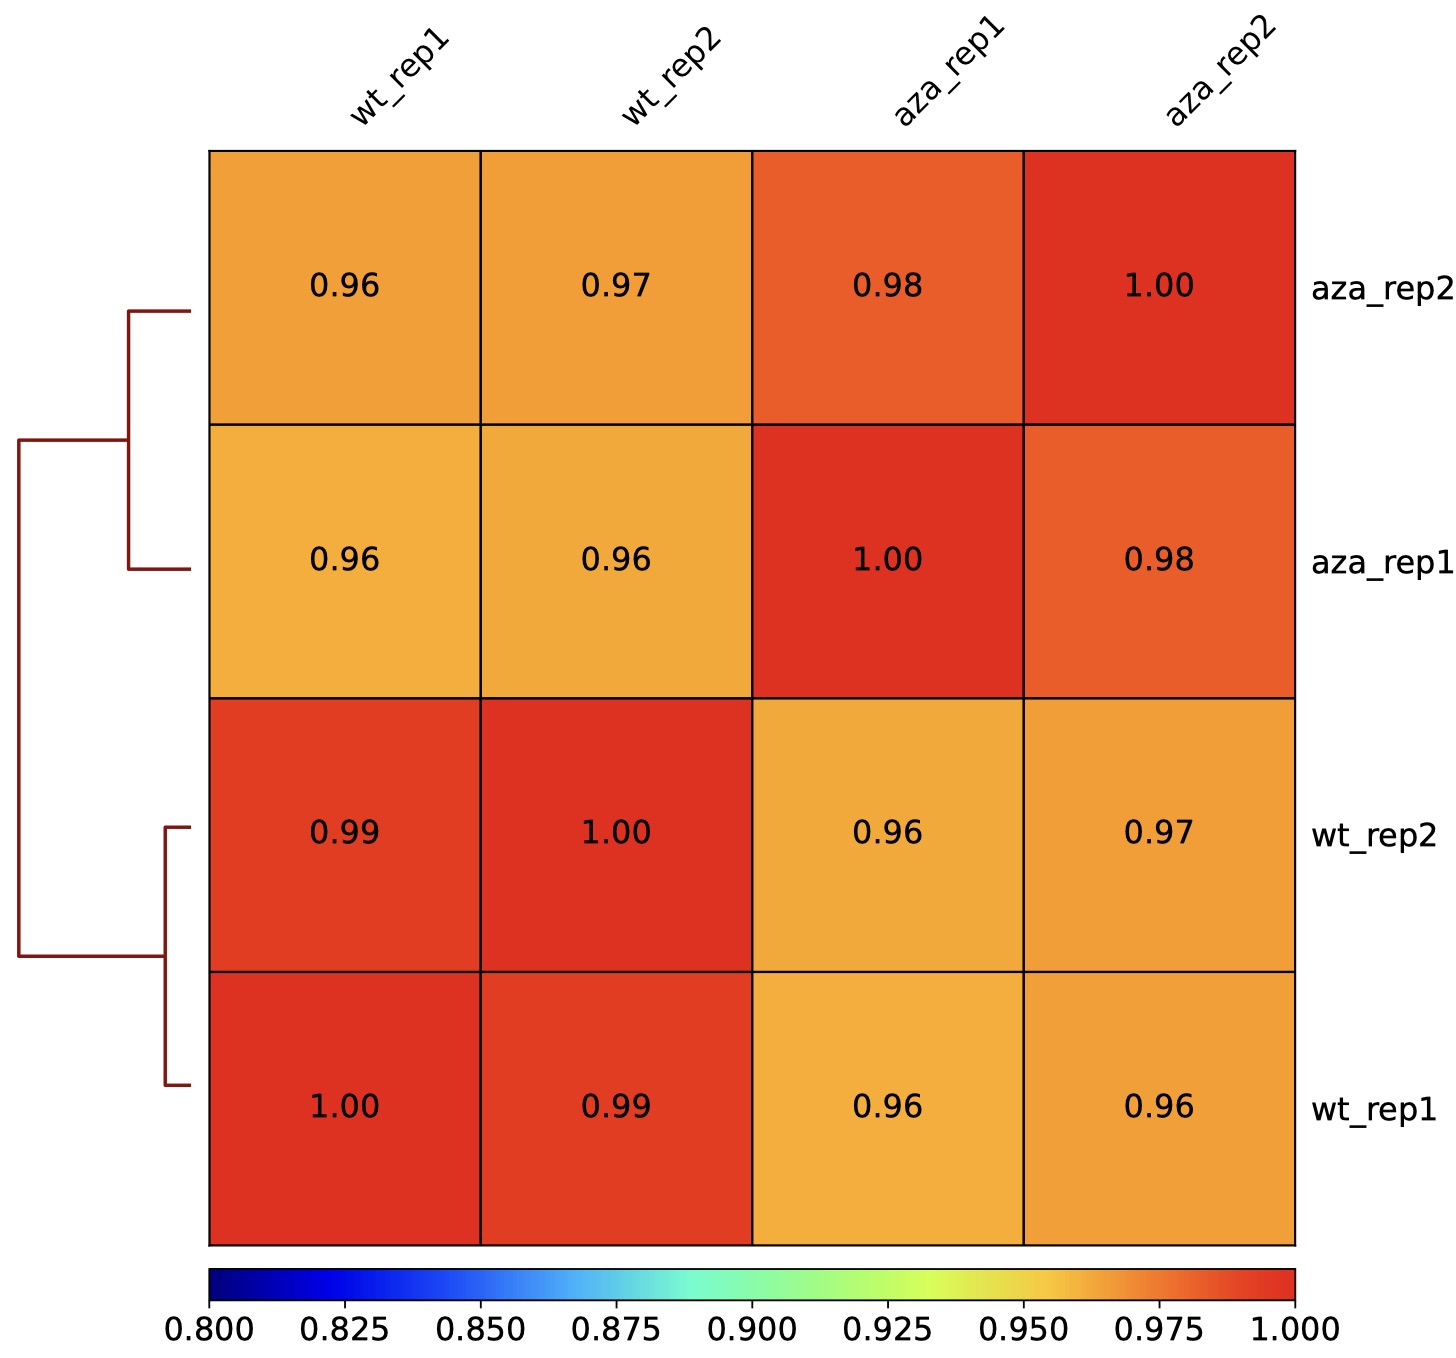 wt_rep1 wt_rep2 aza_rep1 aza_rep2
0.96 0.97 0.98 1.00 aza_rep2
0.96 0.96 1.00 0.98 aza_rep1
0.99 1.00 0.96 0.97 wt_rep2
1.00 0.99 0.96 0.96 wt_rep1
0.800 0.825 0.850 0.875 0.900 0.925 0.950 0.975 1.000